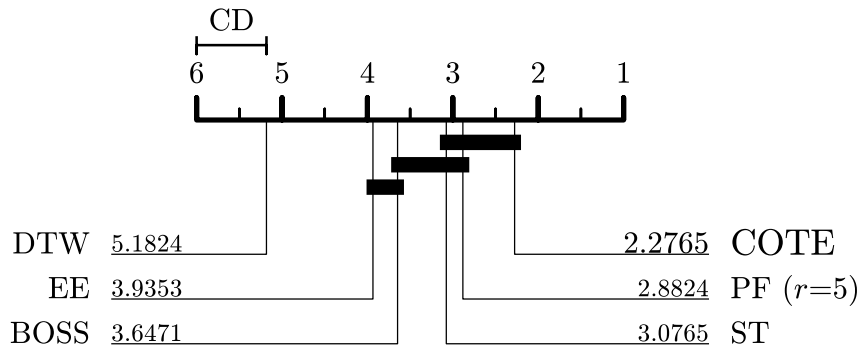 CD
6 5 4 3 2 1
DTW 5.1824 2.2765 COTE
EE 3.9353 2.8824 PF (r=5)
BOSS 3.6471 3.0765 ST